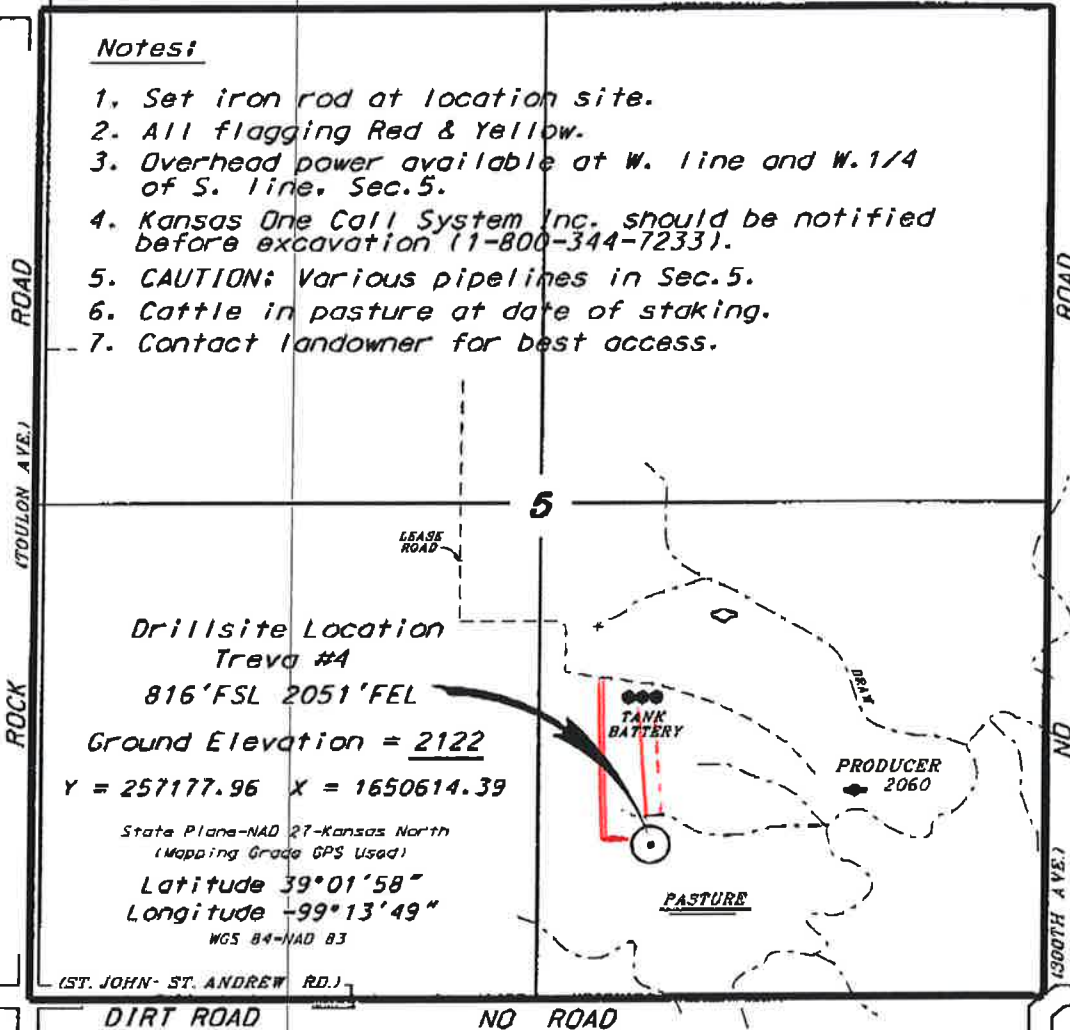 Notes:
1. Set iron rod at location site.
2. All flagging Red & Yellow.
3. Overhead power available at W. line and W.1/4
of S. line, Sec.5.
4. Kansas One Call System Inc. should be notified
before excavation (1-800-344-7233).
5. CAUTION: Various pipelines in Sec.5.
6. Cattle in pasture at date of staking.
7. Contact landowner for best access.
ROAD
(TOULON AVE.)
ROCK
ROAD
NO
(1300TH AVE.)
5
LEASE
ROAD
Drillsite Location
Treva #4
816'FSL 2051'FEL
Ground Elevation = 2122
Y = 257177.96 X = 1650614.39
State Plane-NAD 27-Kansas North
(Mapping Grade GPS Used)
Latitude 39°01'58"
Longitude -99°13'49"
WGS 84-NAD 83
TANK
BATTERY
DRAW
PRODUCER
2060
PASTURE
(ST. JOHN- ST. ANDREW RD.)
DIRT ROAD
NO ROAD